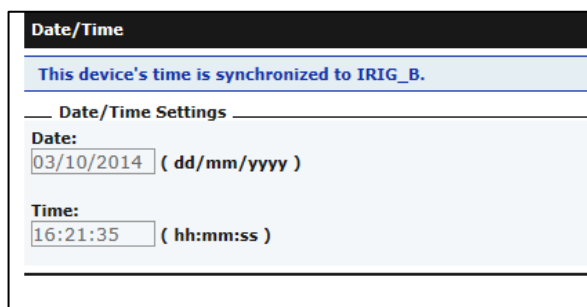 Date/Time
This device's time is synchronized to IRIG_B.
Date/Time Settings
Date:
03/10/2014 ( dd/mm/yyyy )
Time:
16:21:35 ( hh:mm:ss )